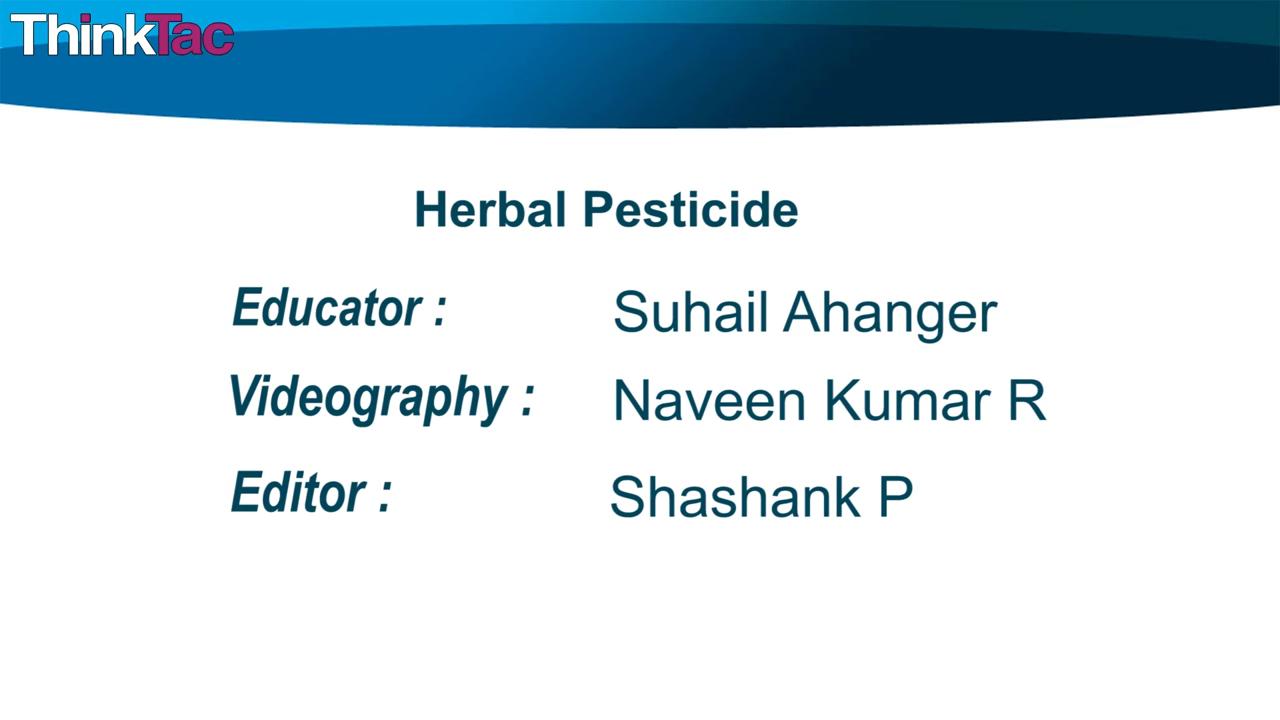 ThinkTac
Herbal Pesticide
Educator : Suhail Ahanger
Videography : Naveen Kumar R
Editor : Shashank P